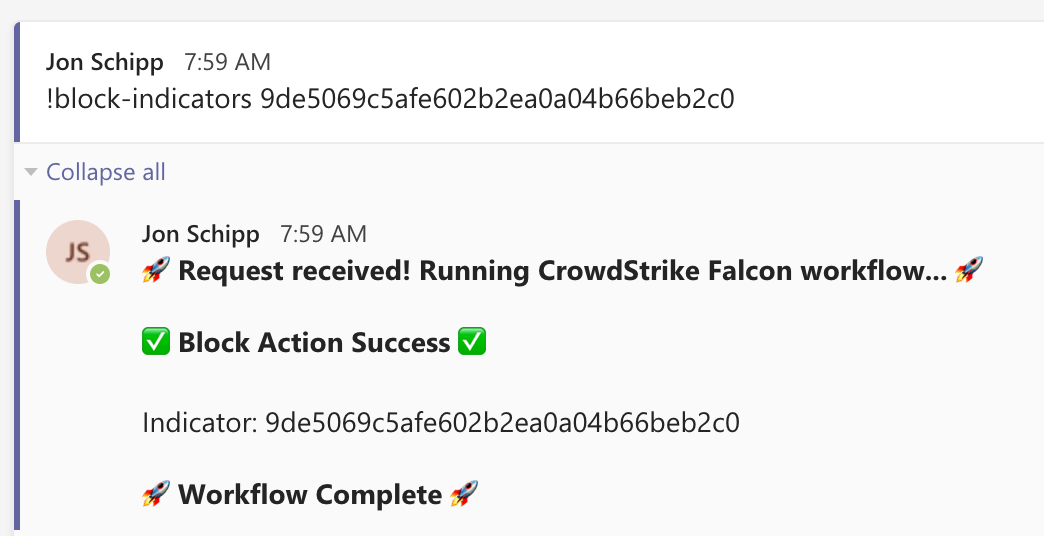 Jon Schipp 7:59 AM
!block-indicators 9de5069c5afe602b2ea0a04b66beb2c0
Collapse all
JS
Jon Schipp 7:59 AM
🚀 Request received! Running CrowdStrike Falcon workflow... 🚀
✅ Block Action Success ✅
Indicator: 9de5069c5afe602b2ea0a04b66beb2c0
🚀 Workflow Complete 🚀